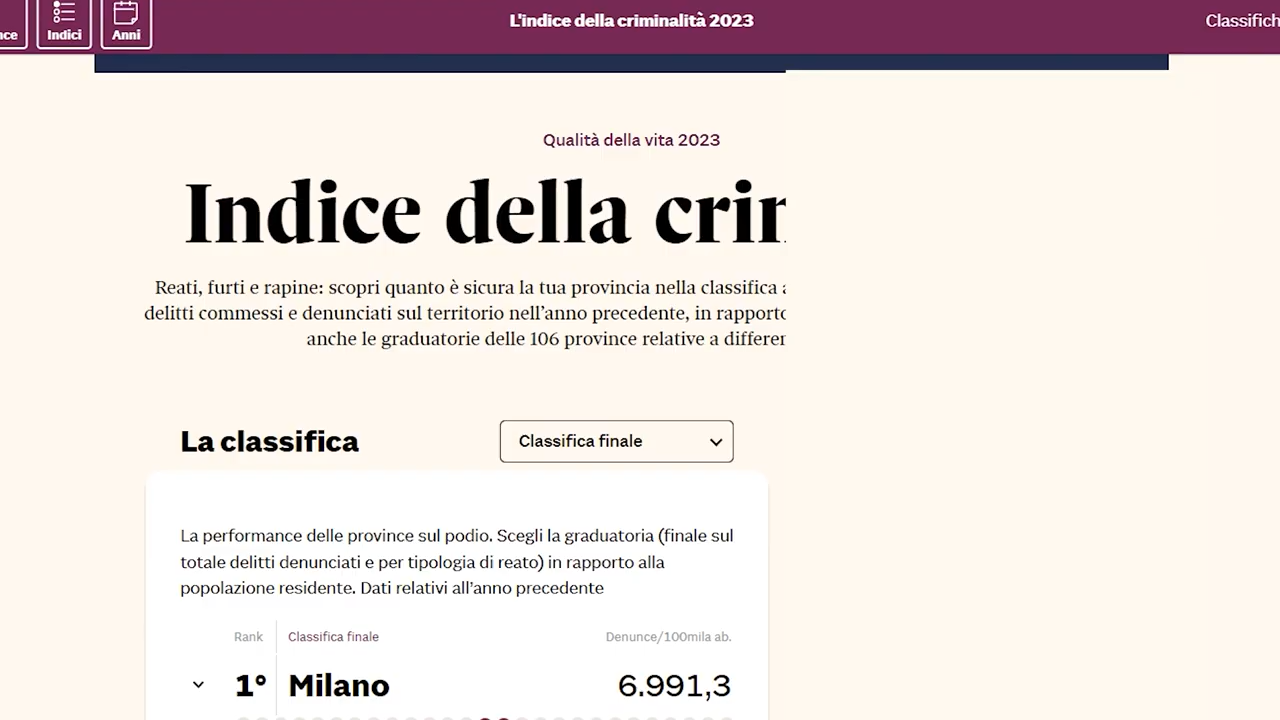 Indici
Anni
L'indice della criminalità 2023
Qualità della vita 2023
Indice della
Reati, furti e rapine: scopri quanto è sicura la tua provincia nella classifica
delitti commessi e denunciati sul territorio nell'anno precedente, in rapporto
anche le graduatorie delle 106 province relative a
La classifica
Classifica finale
La performance delle province sul podio. Scegli la graduatoria (finale sul
totale delitti denunciati e per tipologia di reato) in rapporto alla
popolazione residente. Dati relativi all'anno precedente
Rank Classifica finale Denunce/100mila ab.
1° Milano 6.991,3